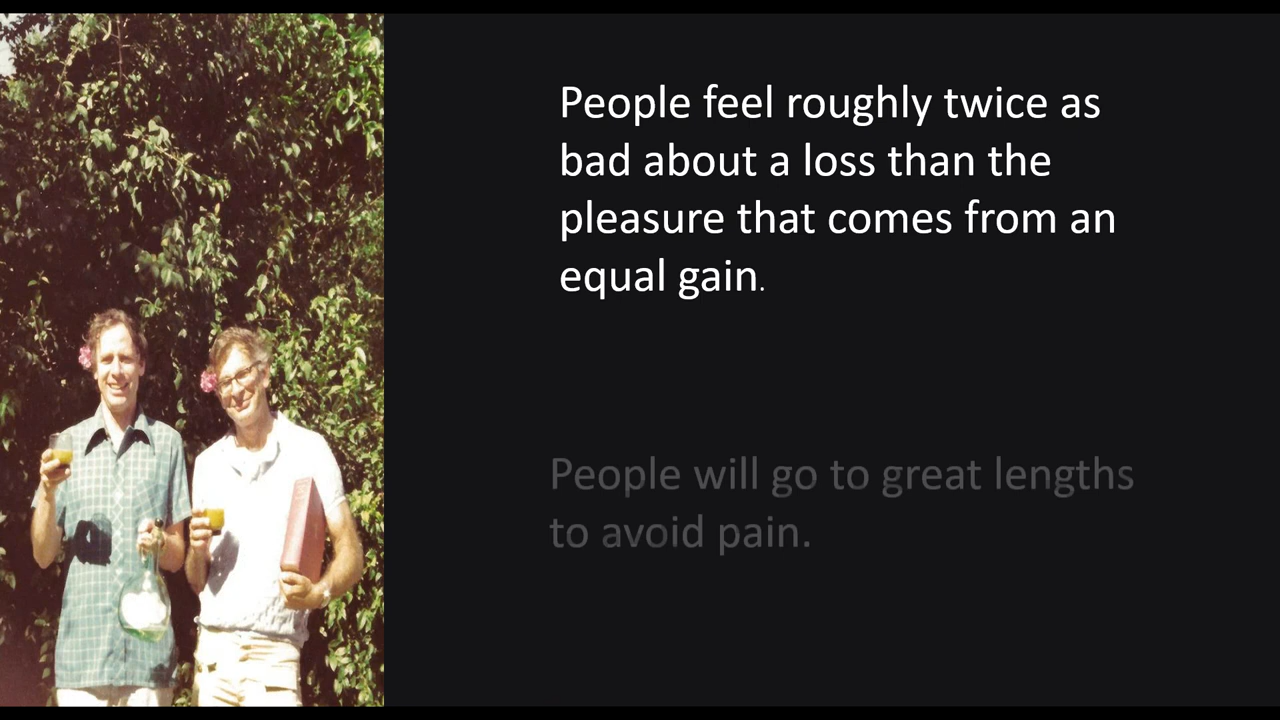 People feel roughly twice as
bad about a loss than the
pleasure that comes from an
equal gain.
People will go to great lengths
to avoid pain.